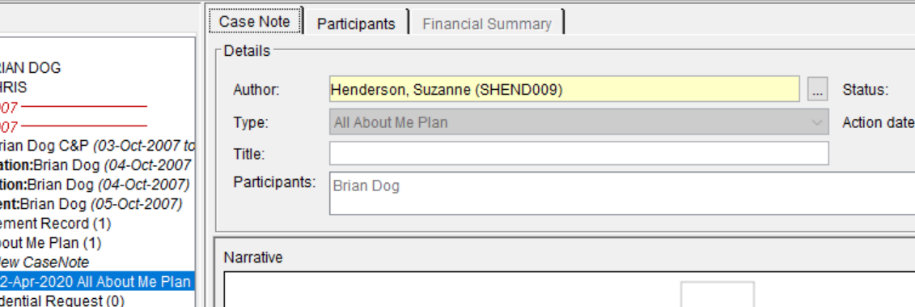 Case Note Participants Financial Summary
Details
RIAN DOG
HRIS
Author: Henderson, Suzanne (SHEND009) ... Status:
007
007
Type: All About Me Plan Action date
rian Dog C&P (03-Oct-2007 to
Title:
ation:Brian Dog (04-Oct-2007
tion:Brian Dog (04-Oct-2007)
Participants: Brian Dog
ent:Brian Dog (05-Oct-2007)
ement Record (1)
out Me Plan (1)
Narrative
ew CaseNote
2-Apr-2020 All About Me Plan
dential Request (0)